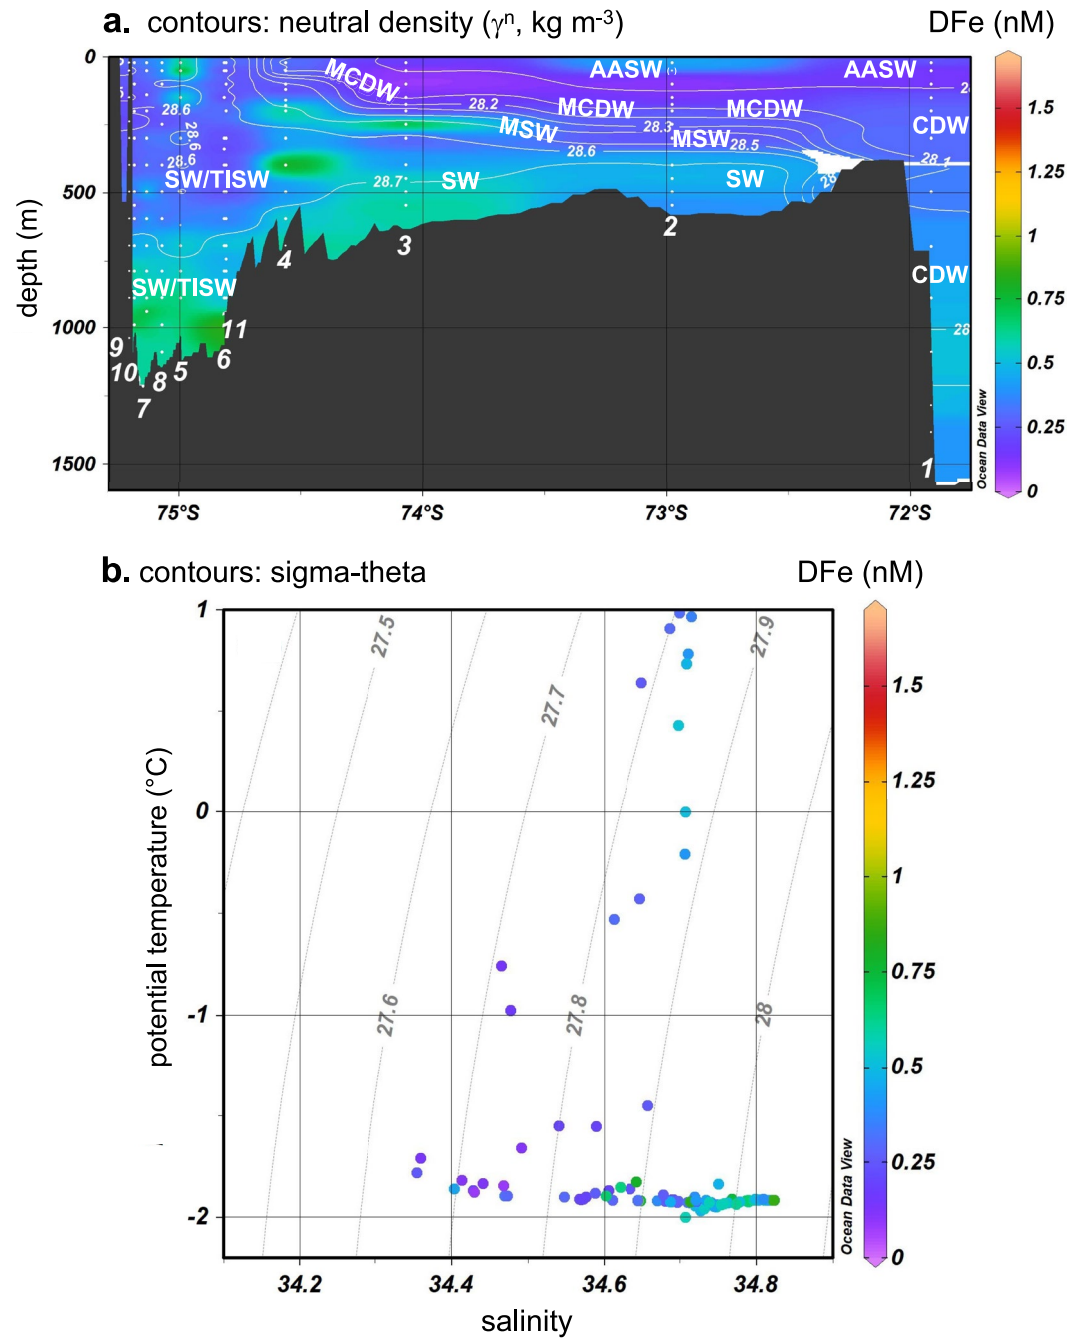 a. contours: neutral density (γⁿ, kg m⁻³)
DFe (nM)
0
500
1000
1500
depth (m)
AASW
AASW
MCDW
MCDW
MCDW
CDW
MSW
MSW
28.6
28.6
28.6
28.2
28.3
28.5
28.6
28.1
28.7
SW/TISW
SW
SW
SW/TISW
CDW
28
2
3
4
11
9
10
8
5
6
7
1
75°S
74°S
73°S
72°S
Ocean Data View
1.5
1.25
1
0.75
0.5
0.25
0
b. contours: sigma-theta
DFe (nM)
1
0
-1
-2
potential temperature (°C)
27.5
27.7
27.9
27.6
27.8
28
34.2
34.4
34.6
34.8
salinity
Ocean Data View
1.5
1.25
1
0.75
0.5
0.25
0